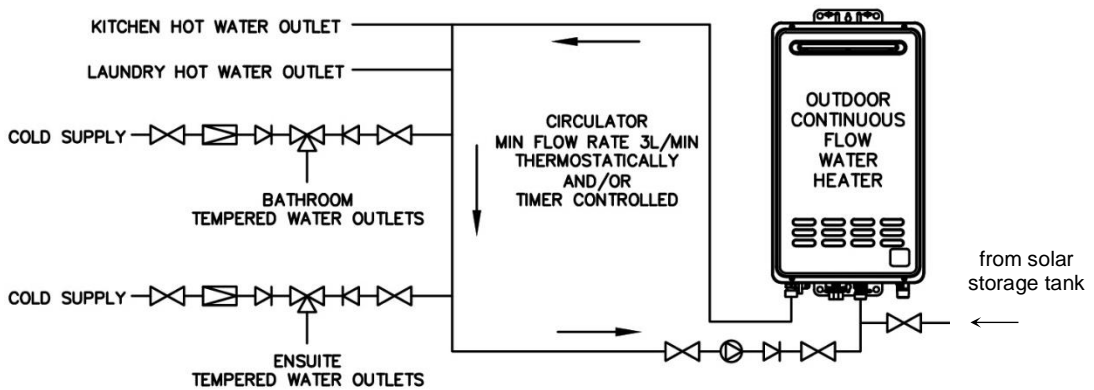 KITCHEN HOT WATER OUTLET
LAUNDRY HOT WATER OUTLET
COLD SUPPLY
BATHROOM
TEMPERED WATER OUTLETS
COLD SUPPLY
ENSUITE
TEMPERED WATER OUTLETS
CIRCULATOR
MIN FLOW RATE 3L/MIN
THERMOSTATICALLY
AND/OR
TIMER CONTROLLED
OUTDOOR
CONTINUOUS
FLOW
WATER
HEATER
from solar
storage tank